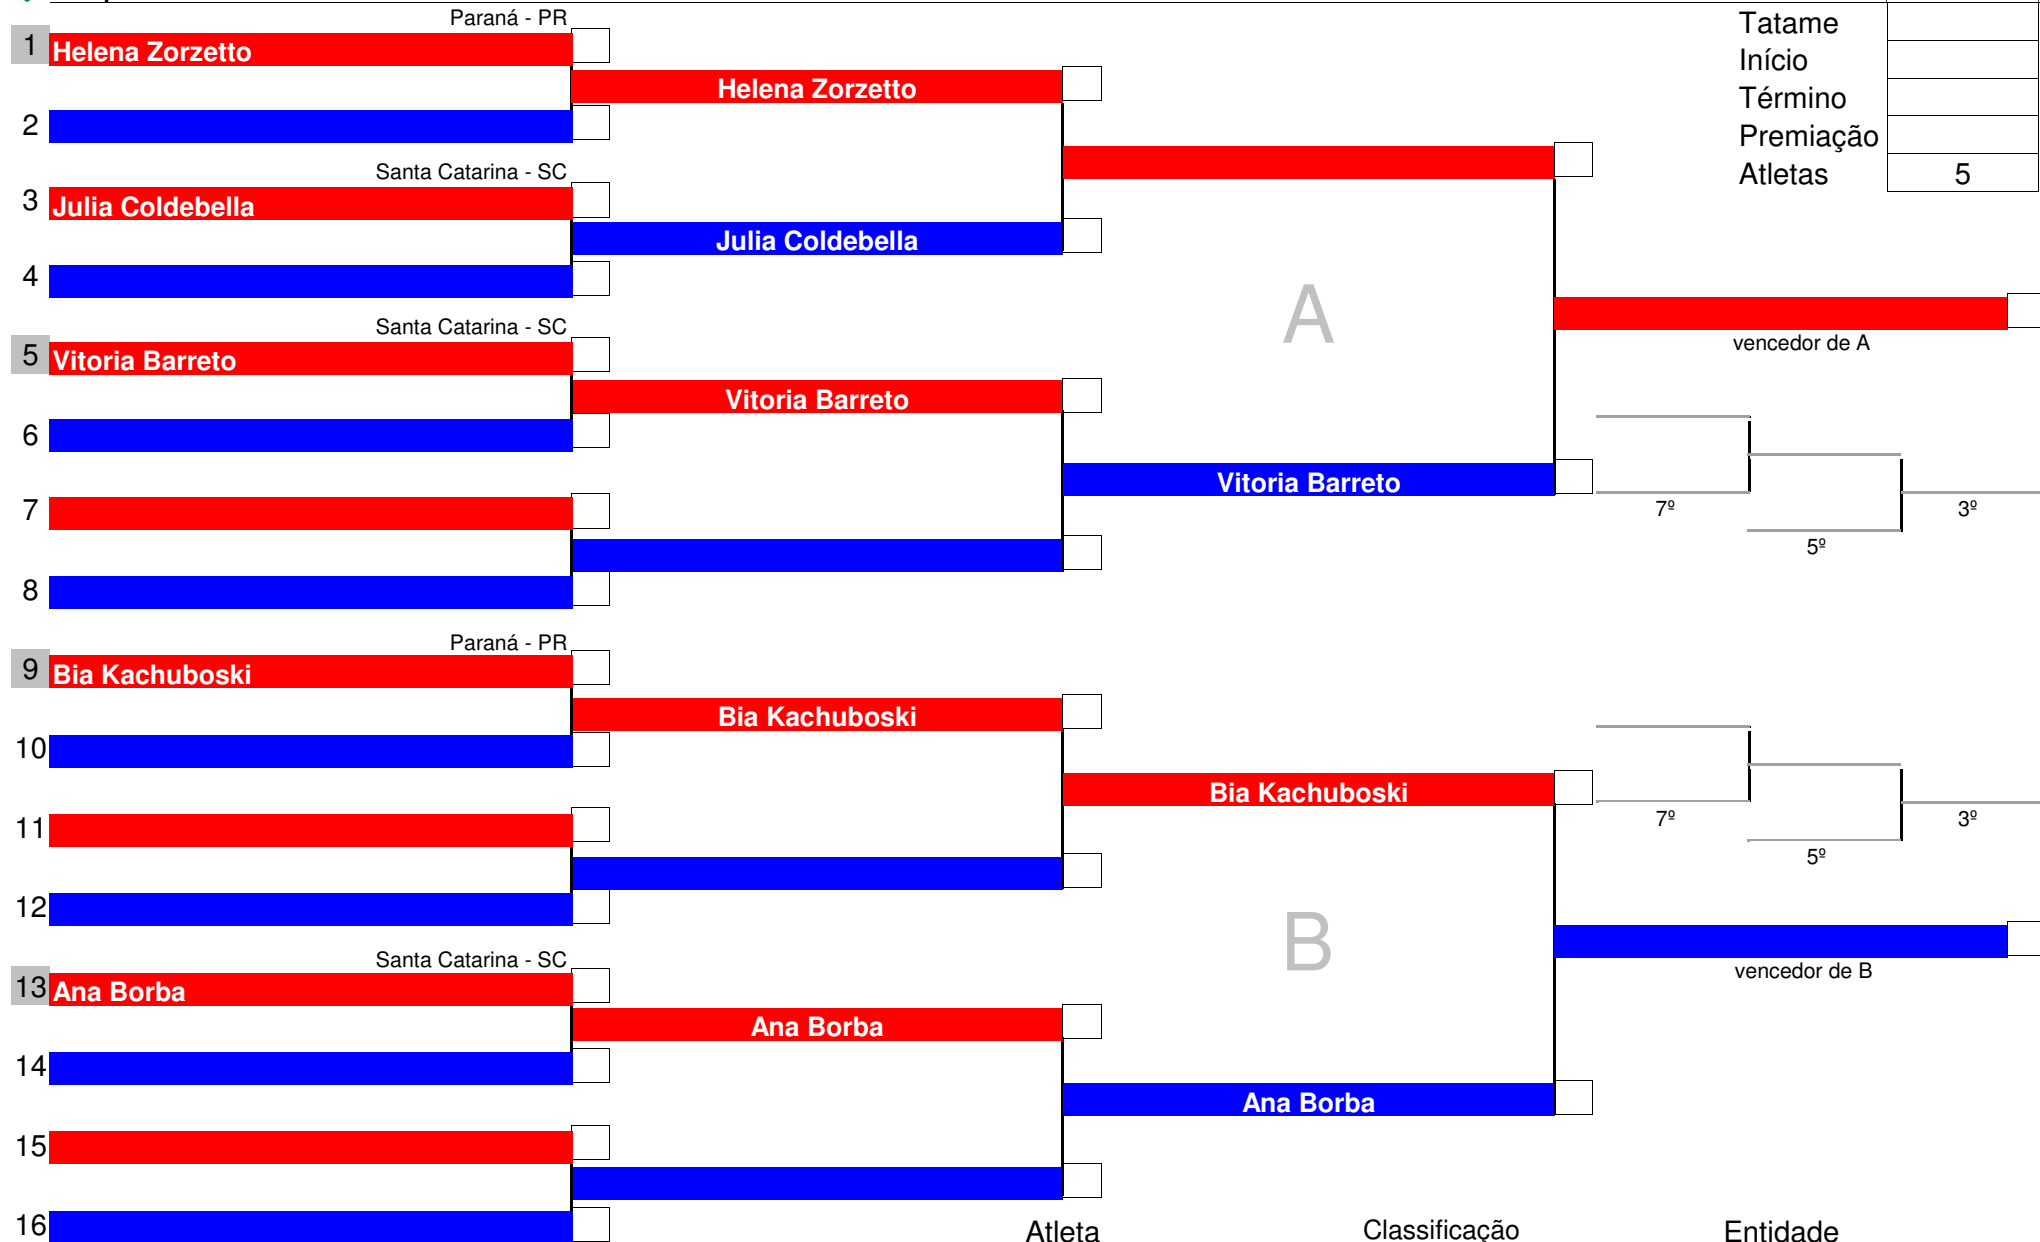 Paraná - PR
1 Helena Zorzetto
Helena Zorzetto
2
Santa Catarina - SC
3 Julia Coldebella
Julia Coldebella
4
Santa Catarina - SC
5 Vitoria Barreto
Vitoria Barreto
6
7
8
Paraná - PR
9 Bia Kachuboski
Bia Kachuboski
10
11
12
Santa Catarina - SC
13 Ana Borba
Ana Borba
14
15
16
A
Vitoria Barreto
Bia Kachuboski
B
Ana Borba
Tatame
Início
Término
Premiação
Atletas 5
vencedor de A
7º
5º
3º
7º
5º
3º
vencedor de B
Atleta Classificação Entidade